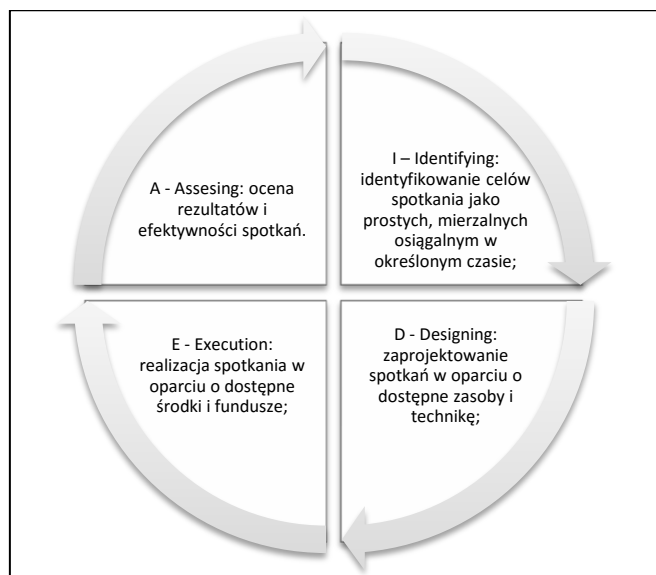 A - Assesing: ocena
rezultatów i
efektywności spotkań.
I – Identifying:
identyfikowanie celów
spotkania jako
prostych, mierzalnych
osiągalnym w
określonym czasie;
E - Execution:
realizacja spotkania w
oparciu o dostępne
środki i fundusze;
D - Designing:
zaprojektowanie
spotkań w oparciu o
dostępne zasoby i
technikę;